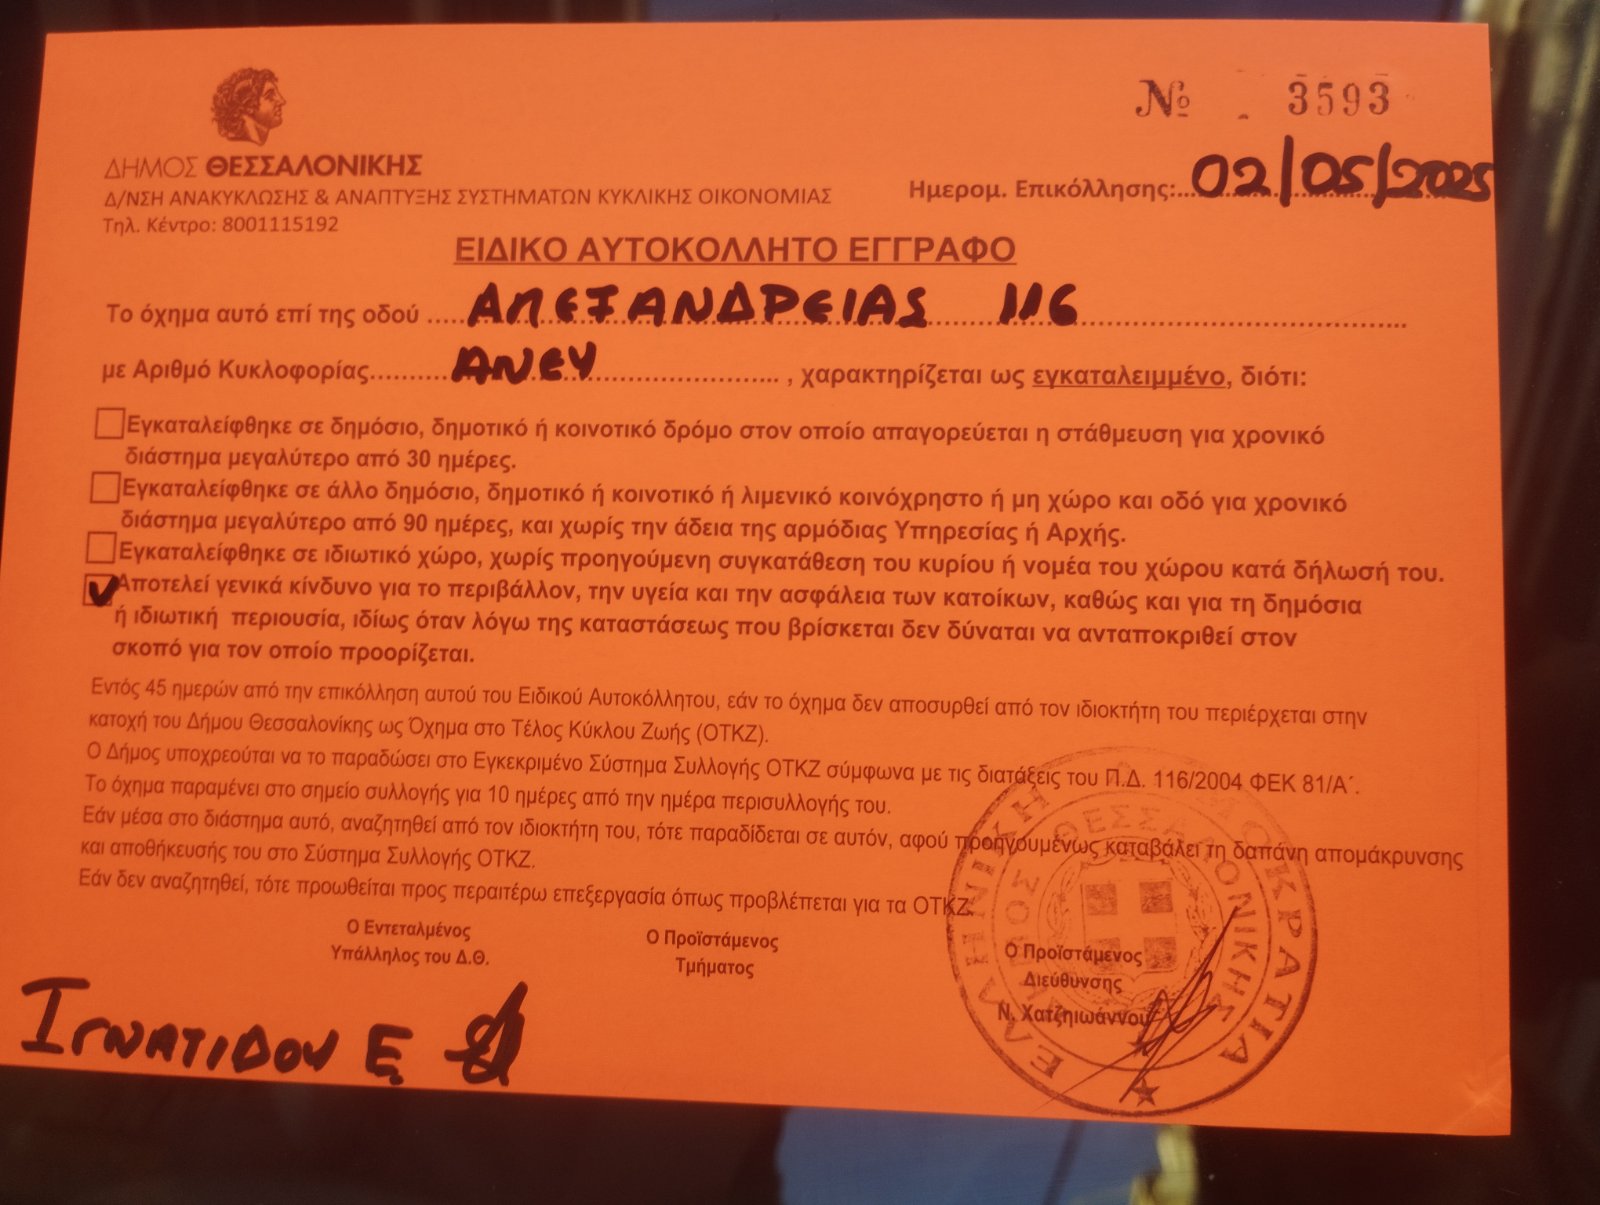 № 3593
ΔΗΜΟΣ ΘΕΣΣΑΛΟΝΙΚΗΣ
Δ/ΝΣΗ ΑΝΑΚΥΚΛΩΣΗΣ & ΑΝΑΠΤΥΞΗΣ ΣΥΣΤΗΜΑΤΩΝ ΚΥΚΛΙΚΗΣ ΟΙΚΟΝΟΜΙΑΣ
Τηλ. Κέντρο: 8001115192
Ημερομ. Επικόλλησης: 02/05/2025
ΕΙΔΙΚΟ ΑΥΤΟΚΟΛΛΗΤΟ ΕΓΓΡΑΦΟ
Το όχημα αυτό επί της οδού ΑΛΕΞΑΝΔΡΕΙΑΣ 116
με Αριθμό Κυκλοφορίας ΑΝΕΥ , χαρακτηρίζεται ως εγκαταλειμμένο, διότι:
Εγκαταλείφθηκε σε δημόσιο, δημοτικό ή κοινοτικό δρόμο στον οποίο απαγορεύεται η στάθμευση για χρονικό
διάστημα μεγαλύτερο από 30 ημέρες.
Εγκαταλείφθηκε σε άλλο δημόσιο, δημοτικό ή κοινοτικό ή λιμενικό κοινόχρηστο ή μη χώρο και οδό για χρονικό
διάστημα μεγαλύτερο από 90 ημέρες, και χωρίς την άδεια της αρμόδιας Υπηρεσίας ή Αρχής.
Εγκαταλείφθηκε σε ιδιωτικό χώρο, χωρίς προηγούμενη συγκατάθεση του κυρίου ή νομέα του χώρου κατά δήλωσή του.
Αποτελεί γενικά κίνδυνο για το περιβάλλον, την υγεία και την ασφάλεια των κατοίκων, καθώς και για τη δημόσια
ή ιδιωτική περιουσία, ιδίως όταν λόγω της καταστάσεως που βρίσκεται δεν δύναται να ανταποκριθεί στον
σκοπό για τον οποίο προορίζεται.
Εντός 45 ημερών από την επικόλληση αυτού του Ειδικού Αυτοκόλλητου, εάν το όχημα δεν αποσυρθεί από τον ιδιοκτήτη του περιέρχεται στην
κατοχή του Δήμου Θεσσαλονίκης ως Όχημα στο Τέλος Κύκλου Ζωής (ΟΤΚΖ).
Ο Δήμος υποχρεούται να το παραδώσει στο Εγκεκριμένο Σύστημα Συλλογής ΟΤΚΖ σύμφωνα με τις διατάξεις του Π.Δ. 116/2004 ΦΕΚ 81/Α΄.
Το όχημα παραμένει στο σημείο συλλογής για 10 ημέρες από την ημέρα περισυλλογής του.
Εάν μέσα στο διάστημα αυτό, αναζητηθεί από τον ιδιοκτήτη του, τότε παραδίδεται σε αυτόν, αφού προηγουμένως καταβάλει τη δαπάνη απομάκρυνσης
και αποθήκευσής του στο Σύστημα Συλλογής ΟΤΚΖ.
Εάν δεν αναζητηθεί, τότε προωθείται προς περαιτέρω επεξεργασία όπως προβλέπεται για τα ΟΤΚΖ.
Ο Εντεταλμένος
Υπάλληλος του Δ.Θ.
Ο Προϊστάμενος
Τμήματος
Ο Προϊστάμενος
Διεύθυνσης
Ν. Χατζηιωάννου
ΙΓΝΑΤΙΔΟΥ Ε.
ΕΛΛΗΝΙΚΗ ΔΗΜΟΚΡΑΤΙΑ
ΔΗΜΟΣ ΘΕΣΣΑΛΟΝΙΚΗΣ